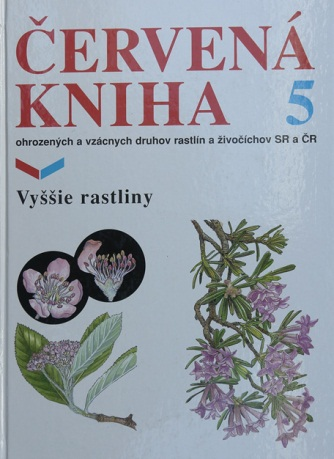 ČERVENÁ
KNIHA 5
ohrozených a vzácnych druhov rastlín a živočíchov SR a ČR
Vyššie rastliny